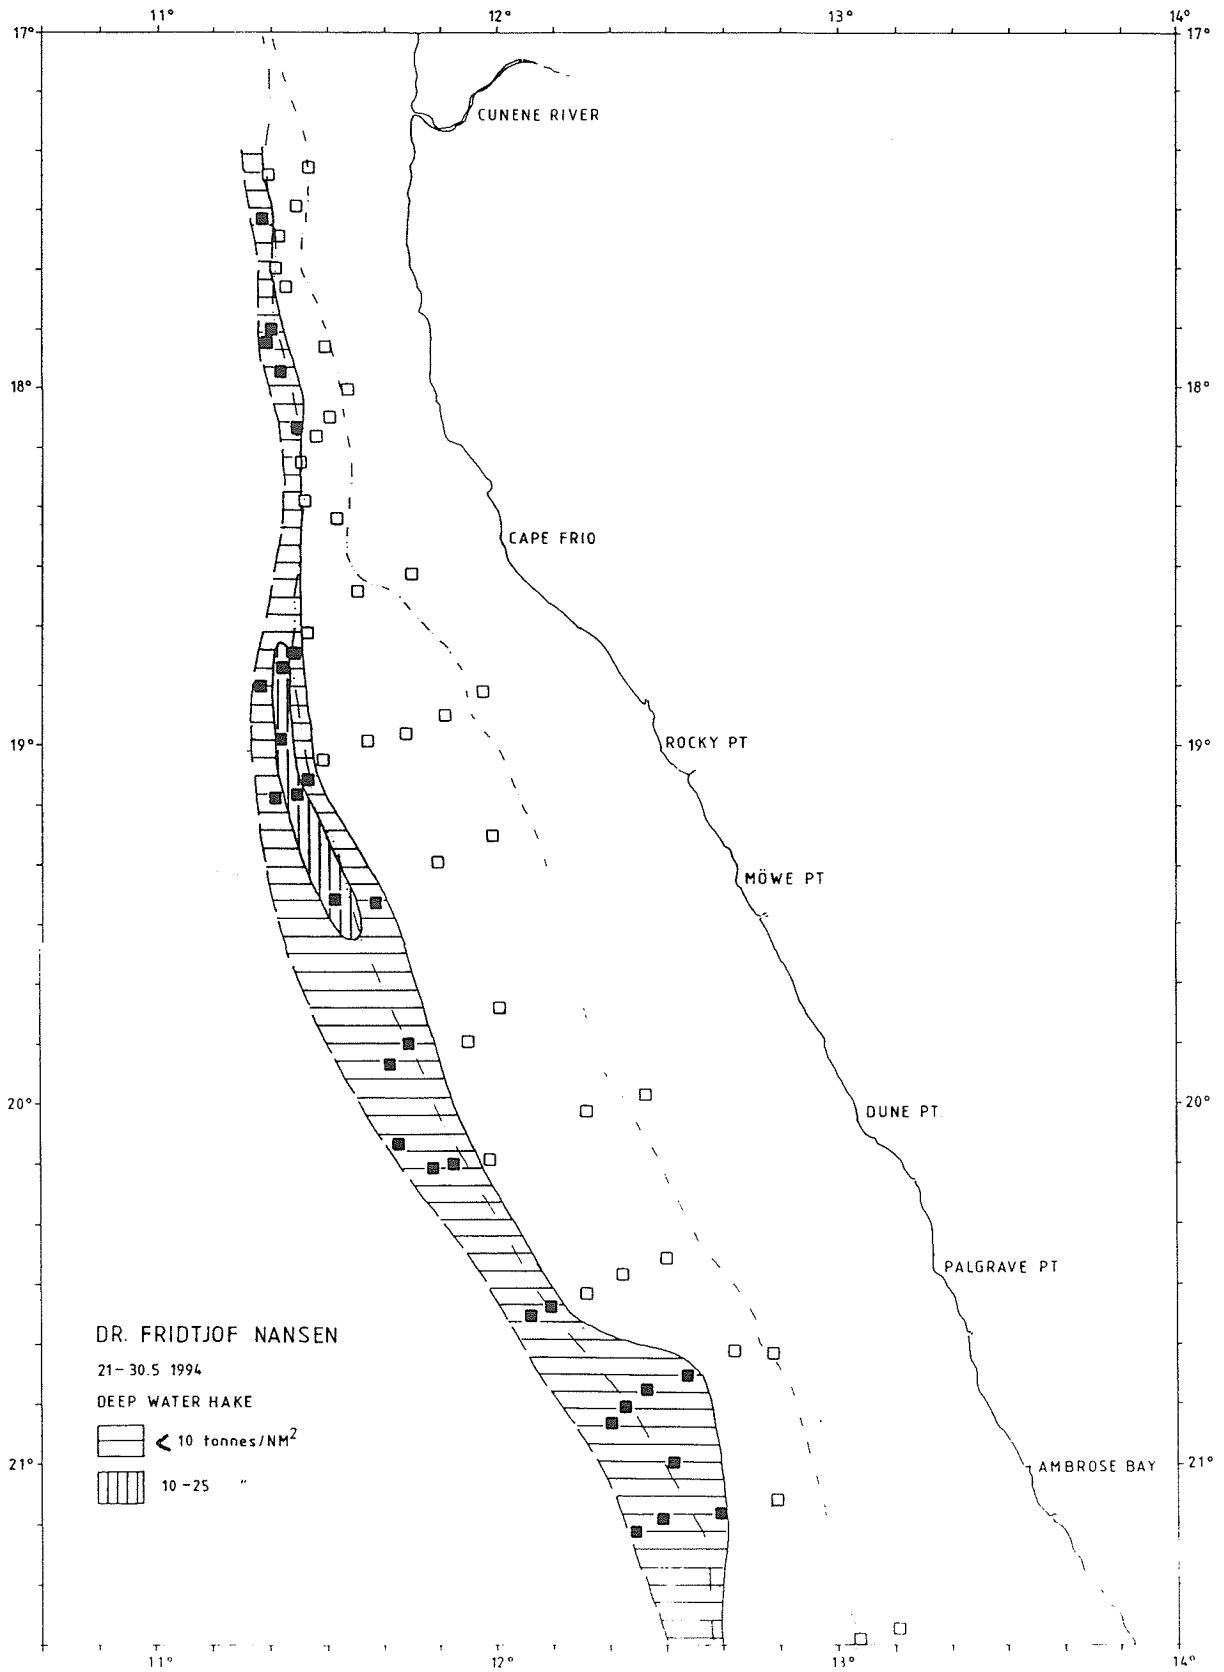 11° 12° 13° 14°
17° 17°
CUNENE RIVER
18° 18°
CAPE FRIO
19° ROCKY PT 19°
MÖWE PT
20° DUNE PT. 20°
PALGRAVE PT
DR. FRIDTJOF NANSEN
21-30.5 1994
DEEP WATER HAKE
< 10 tonnes/NM²
10-25 "
21° AMBROSE BAY 21°
11° 12° 13° 14°